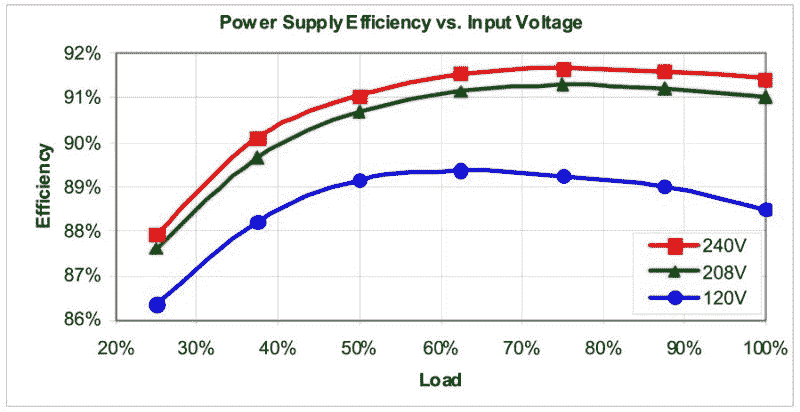 Power Supply Efficiency vs. Input Voltage
92%
91%
90%
89%
88%
87%
86%
Efficiency
240V
208V
120V
20% 30% 40% 50% 60% 70% 80% 90% 100%
Load